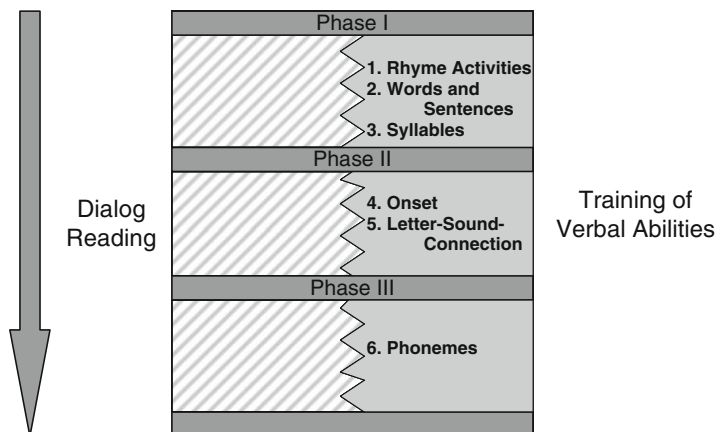 Phase I
1. Rhyme Activities
2. Words and
Sentences
3. Syllables
Phase II
Dialog
Reading
4. Onset
5. Letter-Sound-
Connection
Training of
Verbal Abilities
Phase III
6. Phonemes